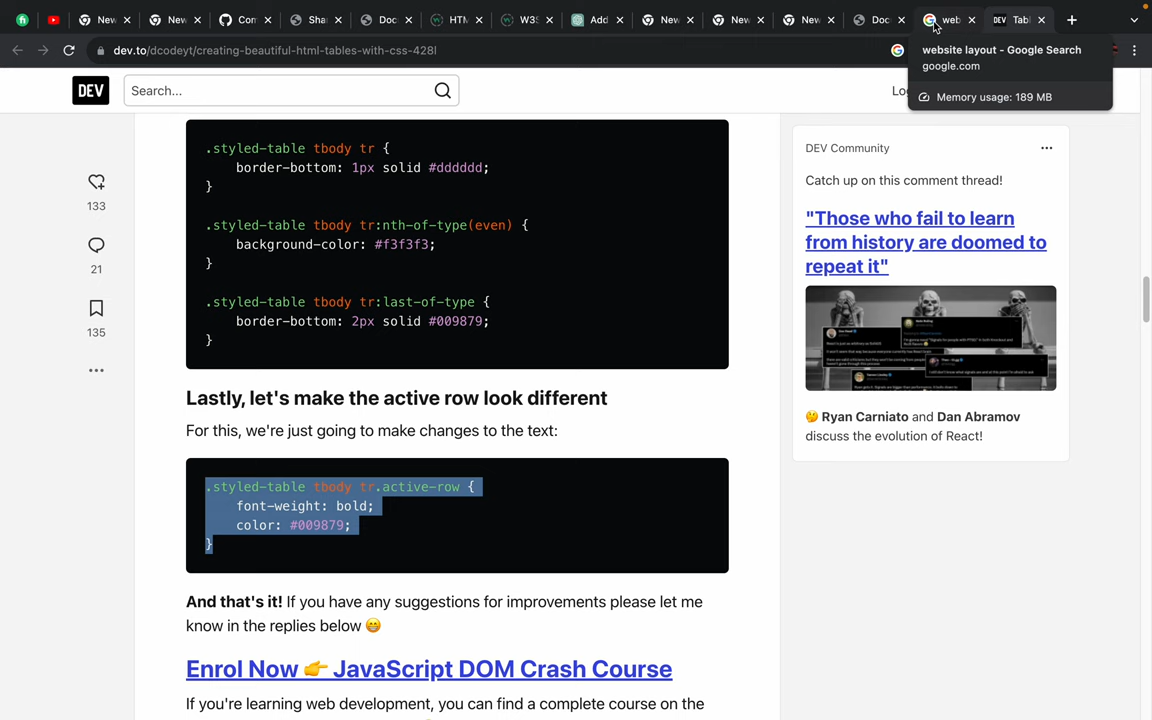 New
New
Con
Sha
Doc
HTM
W3S
Add
New
New
New
Doc
web
DEV Tabl
dev.to/dcodeyt/creating-beautiful-html-tables-with-css-428l
website layout - Google Search
google.com
Memory usage: 189 MB
DEV
Search...
Log
133
21
135
.styled-table tbody tr {
border-bottom: 1px solid #dddddd;
}
.styled-table tbody tr:nth-of-type(even) {
background-color: #f3f3f3;
}
.styled-table tbody tr:last-of-type {
border-bottom: 2px solid #009879;
}
Lastly, let's make the active row look different
For this, we're just going to make changes to the text:
.styled-table tbody tr.active-row {
font-weight: bold;
color: #009879;
}
And that's it! If you have any suggestions for improvements please let me
know in the replies below 😁
Enrol Now 👉 JavaScript DOM Crash Course
If you're learning web development, you can find a complete course on the
DEV Community
Catch up on this comment thread!
"Those who fail to learn
from history are doomed to
repeat it"
🤔 Ryan Carniato and Dan Abramov
discuss the evolution of React!